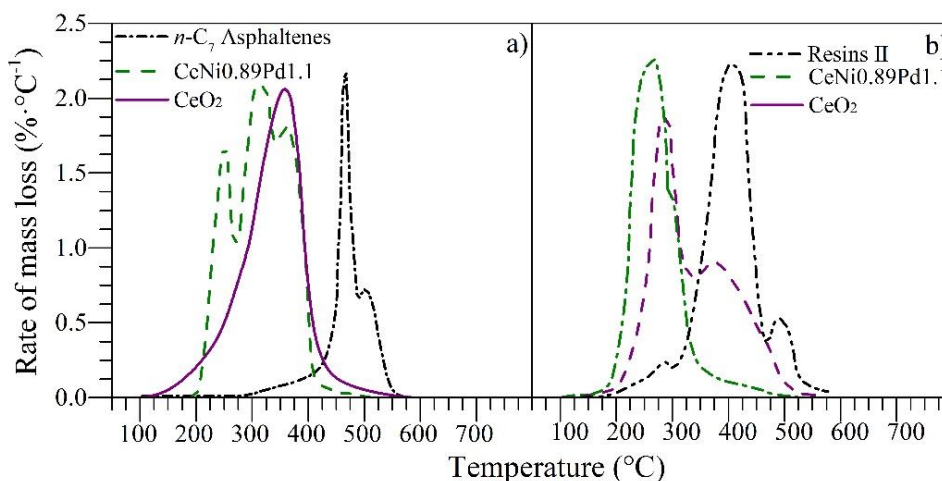 2.5
2.0
1.5
1.0
0.5
0.0
Rate of mass loss (%·°C⁻¹)
n-C₇ Asphaltenes
CeNi0.89Pd1.1
CeO₂
a)
Resins II
CeNi0.89Pd1.1
CeO₂
b)
100 200 300 400 500 600 700
100 200 300 400 500 600 700
Temperature (°C)